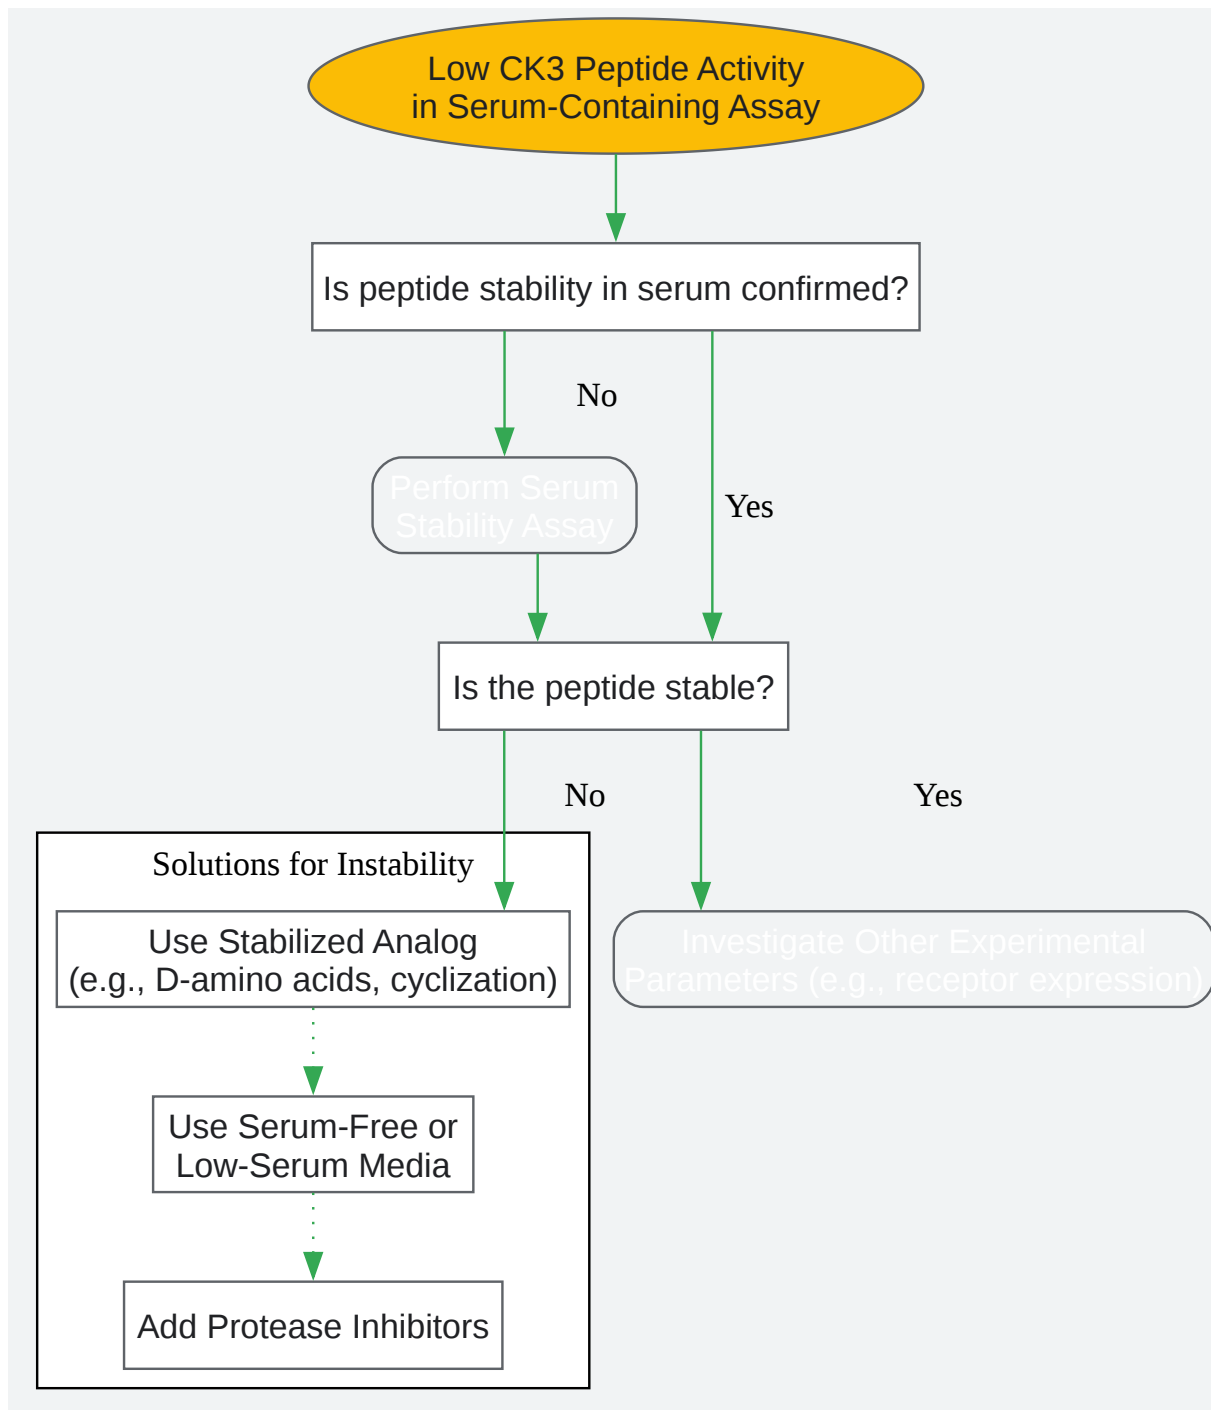 Low CK3 Peptide Activity
in Serum-Containing Assay
Is peptide stability in serum confirmed?
No
Perform Serum
Stability Assay
Yes
Is the peptide stable?
No
Yes
Solutions for Instability
Use Stabilized Analog
(e.g., D-amino acids, cyclization)
Investigate Other Experimental
Parameters (e.g., receptor expression)
Use Serum-Free or
Low-Serum Media
Add Protease Inhibitors